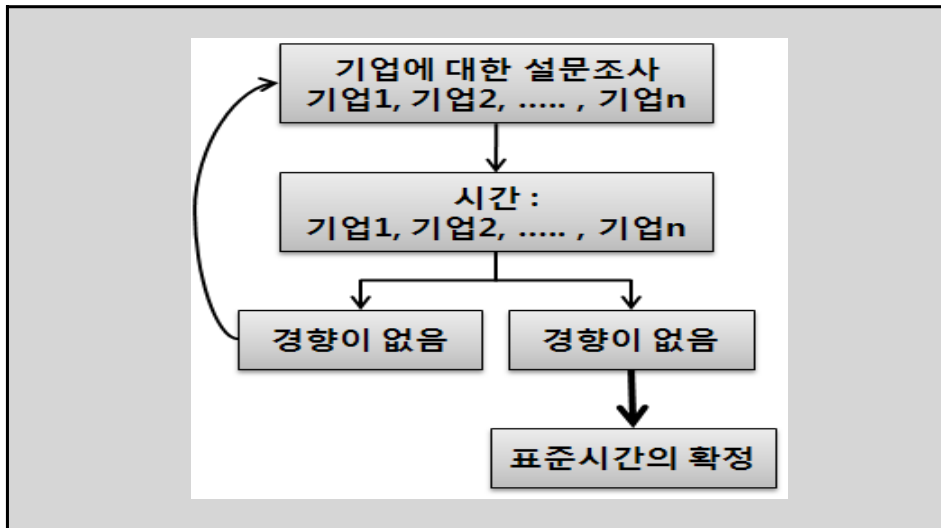 기업에 대한 설문조사
기업1, 기업2, ..... , 기업n
시간 :
기업1, 기업2, ..... , 기업n
경향이 없음
경향이 없음
표준시간의 확정